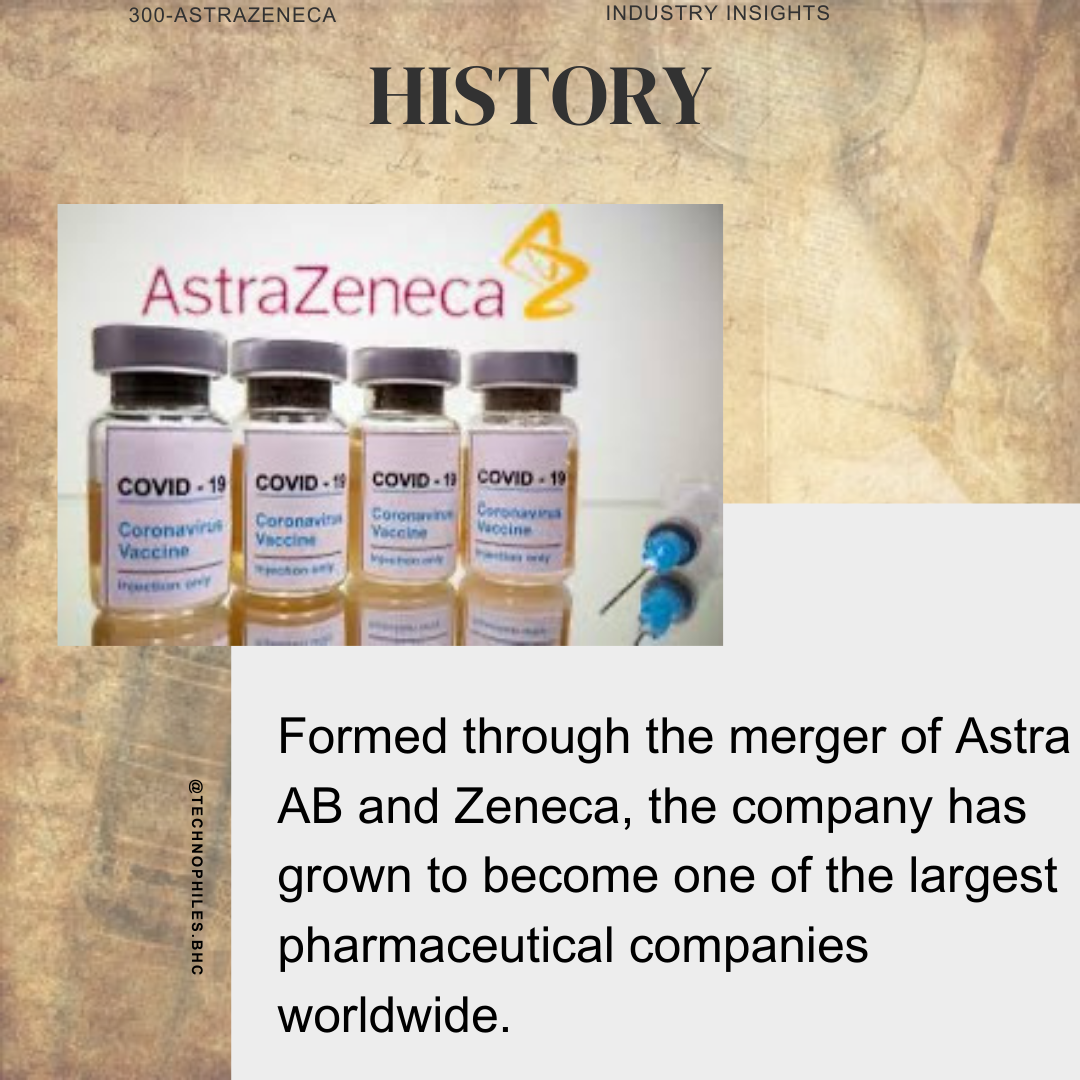 300-ASTRAZENECA
INDUSTRY INSIGHTS
HISTORY
AstraZeneca
COVID - 19
Coronavirus
Vaccine
Injection only
COVID - 19
Coronavirus
Vaccine
Injection only
COVID - 19
Coronavirus
Vaccine
Injection only
COVID - 19
Coronavirus
Vaccine
Injection only
Formed through the merger of Astra
AB and Zeneca, the company has
grown to become one of the largest
pharmaceutical companies
worldwide.
@TECHNOPHILES.BHC